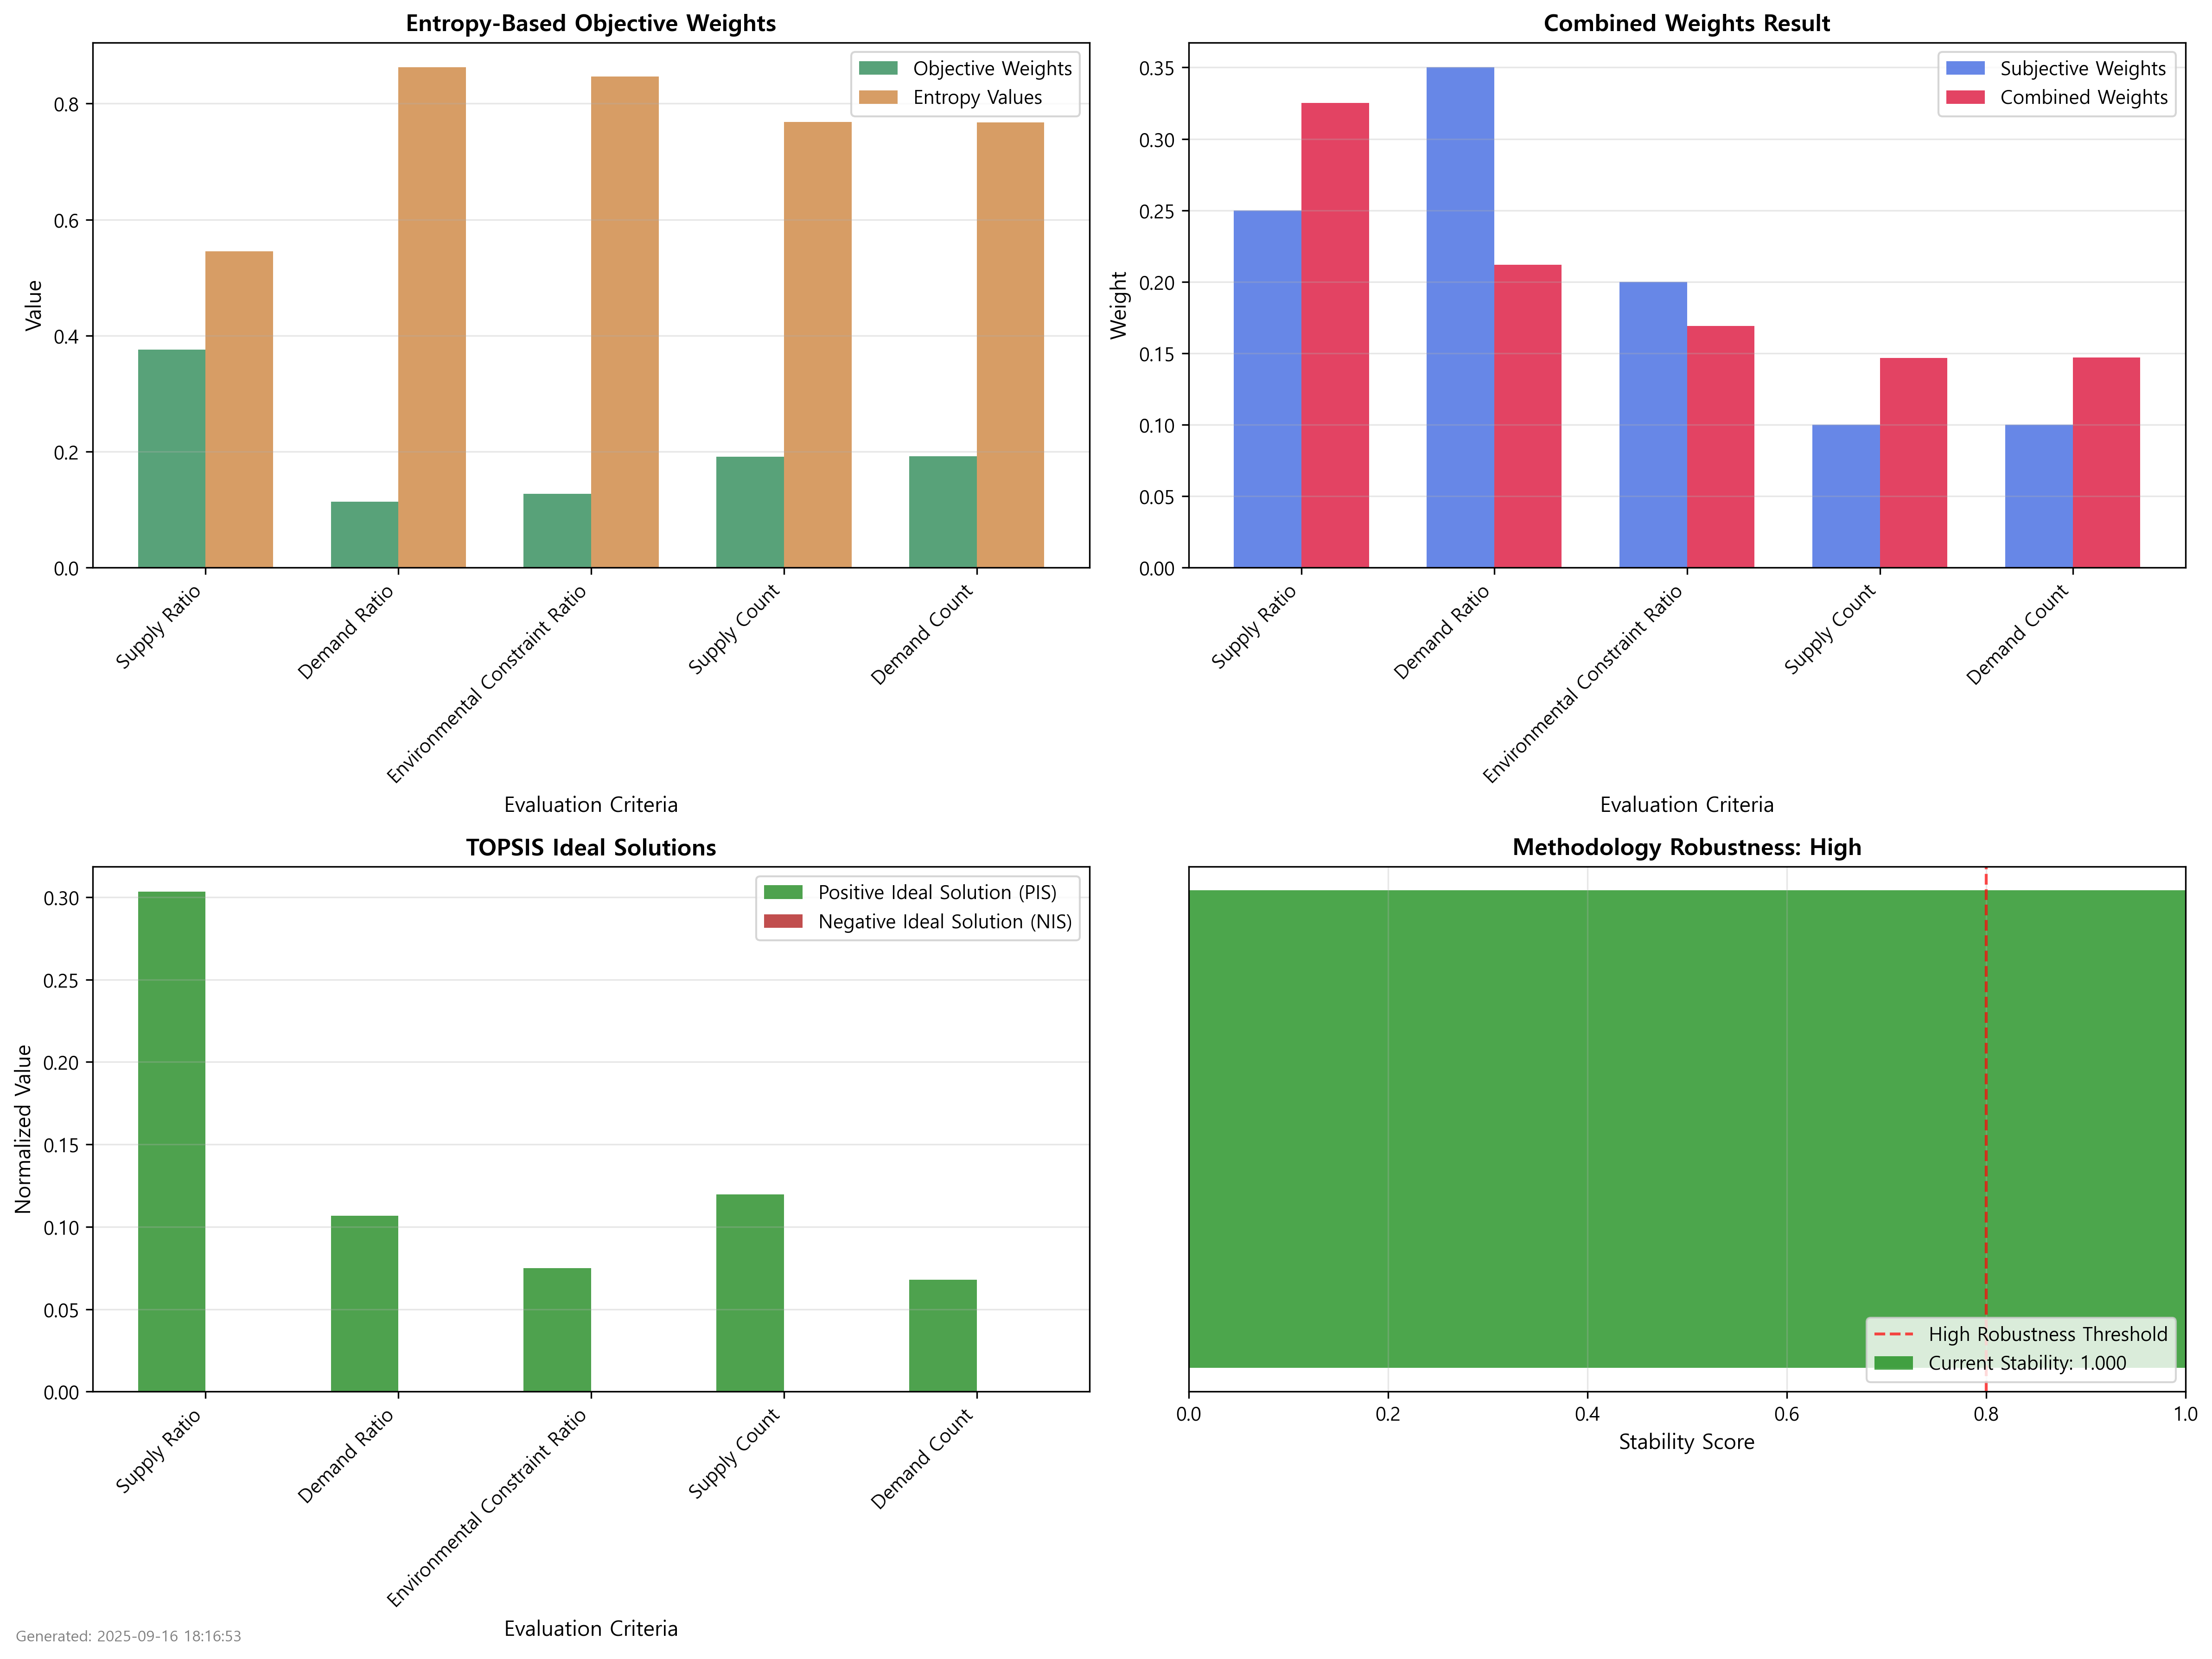 Entropy-Based Objective Weights
Objective Weights
Entropy Values
Value
0.8
0.6
0.4
0.2
0.0
Supply Ratio
Demand Ratio
Environmental Constraint Ratio
Supply Count
Demand Count
Evaluation Criteria
Combined Weights Result
Subjective Weights
Combined Weights
Weight
0.35
0.30
0.25
0.20
0.15
0.10
0.05
0.00
Supply Ratio
Demand Ratio
Environmental Constraint Ratio
Supply Count
Demand Count
Evaluation Criteria
TOPSIS Ideal Solutions
Positive Ideal Solution (PIS)
Negative Ideal Solution (NIS)
Normalized Value
0.30
0.25
0.20
0.15
0.10
0.05
0.00
Supply Ratio
Demand Ratio
Environmental Constraint Ratio
Supply Count
Demand Count
Evaluation Criteria
Methodology Robustness: High
High Robustness Threshold
Current Stability: 1.000
0.0
0.2
0.4
0.6
0.8
1.0
Stability Score
Generated: 2025-09-16 18:16:53